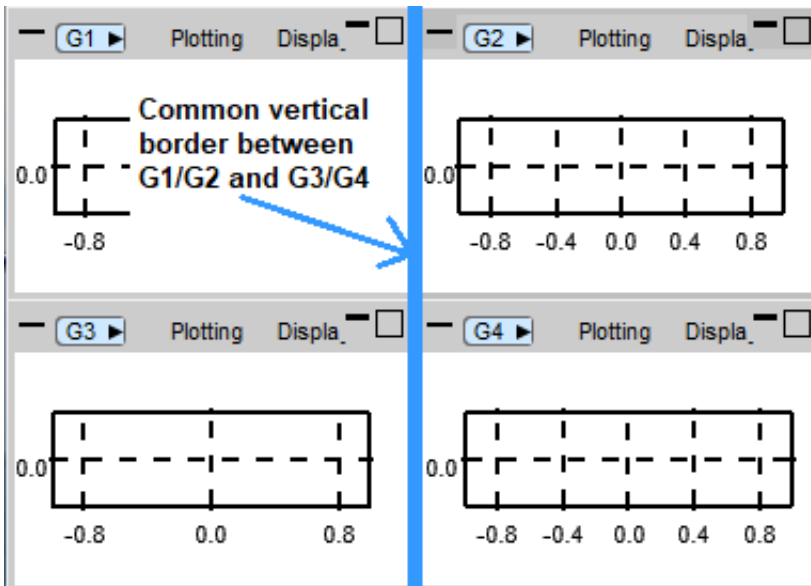 G1 ▶ Plotting Displa
G2 ▶ Plotting Displa
Common vertical
border between
G1/G2 and G3/G4
0.0
-0.8
0.0
-0.8 -0.4 0.0 0.4 0.8
G3 ▶ Plotting Displa
G4 ▶ Plotting Displa
0.0
-0.8 0.0 0.8
0.0
-0.8 -0.4 0.0 0.4 0.8